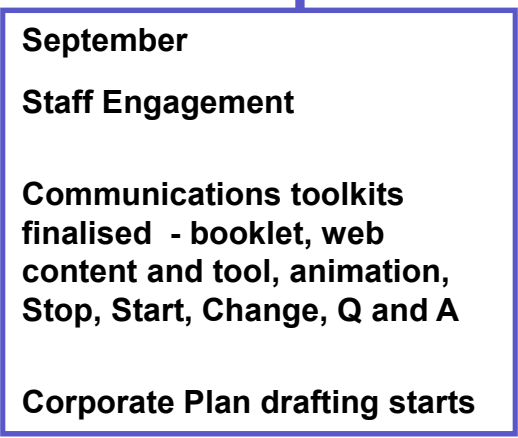 September
Staff Engagement
Communications toolkits
finalised  - booklet, web
content and tool, animation,
Stop, Start, Change, Q and A
Corporate Plan drafting starts